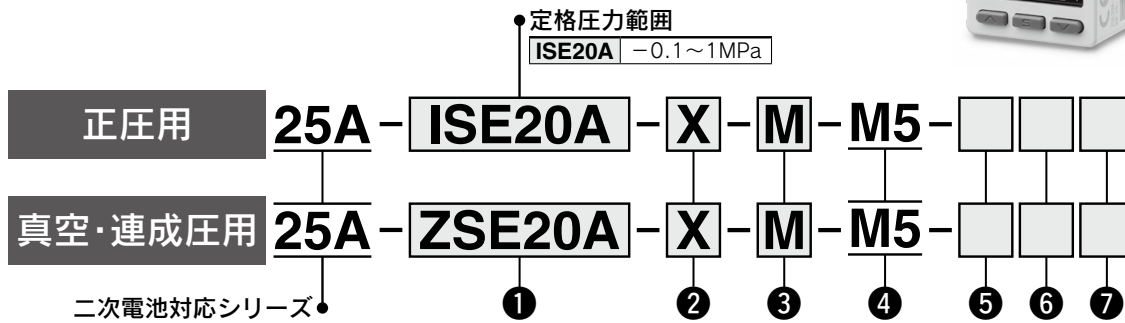 定格圧力範囲
ISE20A －0.1～1MPa
正圧用 25A－ISE20A－X－M－M5－
真空･連成圧用 25A－ZSE20A－X－M－M5－
二次電池対応シリーズ ❶ ❷ ❸ ❹ ❺ ❻ ❼
S